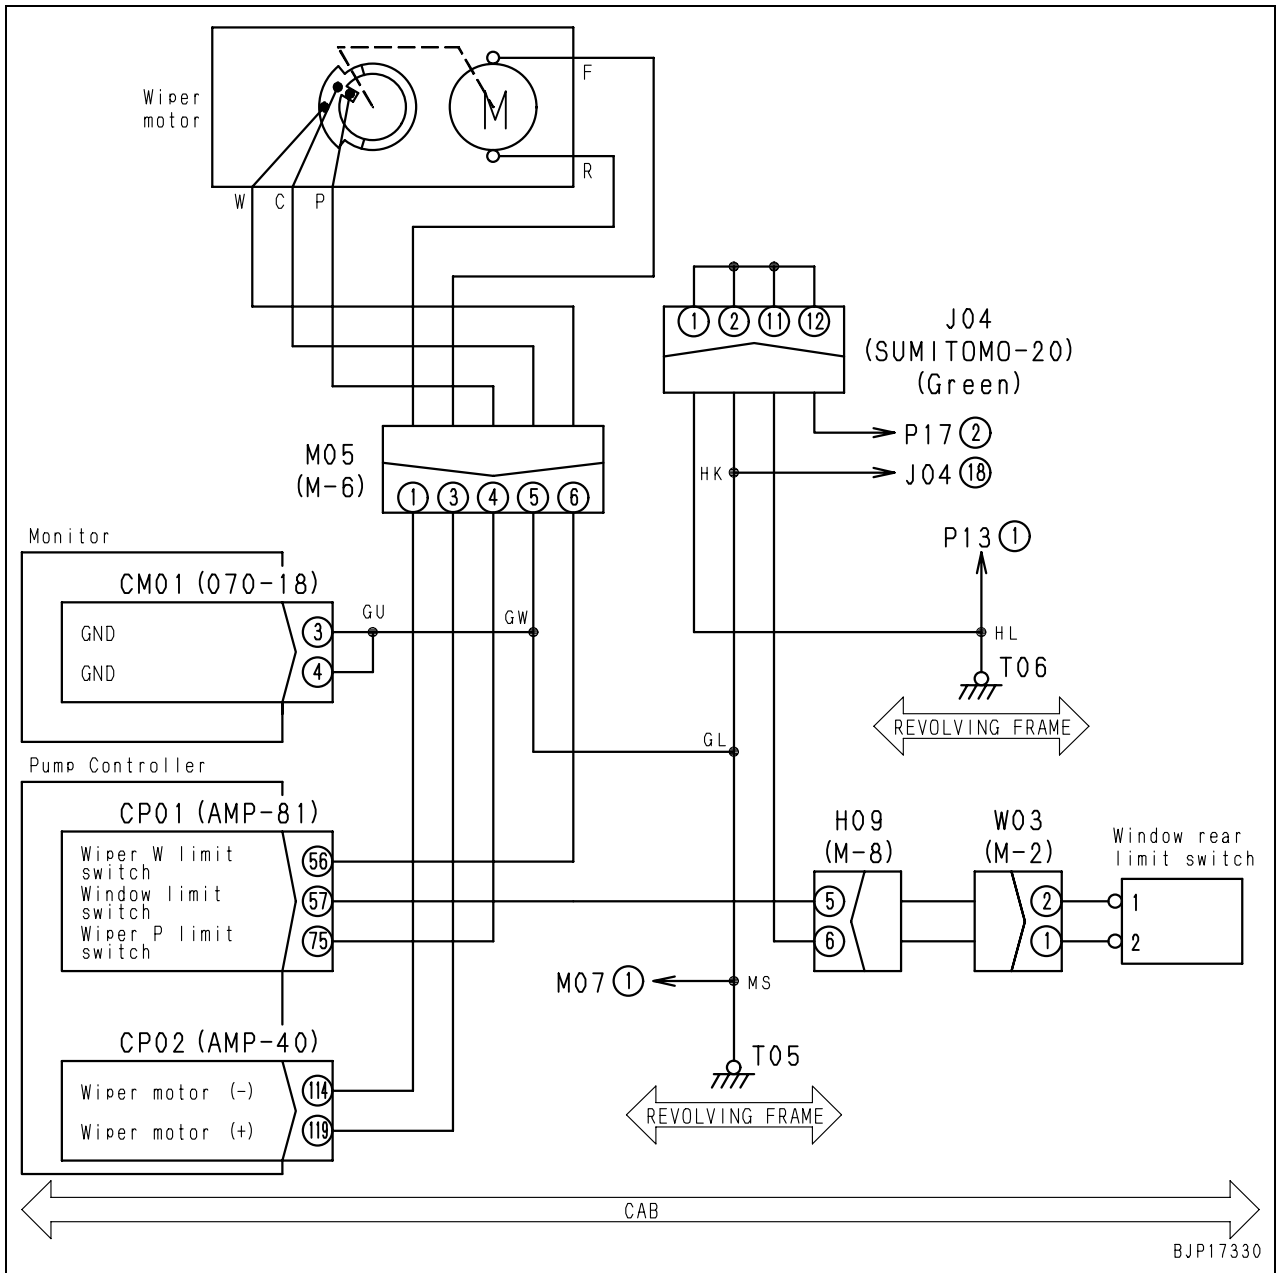 Wiper
motor
M
F
R
W C P
1 2 11 12
J04
(SUMITOMO-20)
(Green)
P17 2
HK
J04 18
M05
(M-6)
1 3 4 5 6
P13 1
HL
T06
REVOLVING FRAME
Monitor
CM01 (070-18)
GND 3
GND 4
GU
GW
GL
Pump Controller
CP01 (AMP-81)
Wiper W limit
switch
56
Window limit
switch
57
Wiper P limit
switch
75
H09
(M-8)
5
6
W03
(M-2)
2
1
Window rear
limit switch
1
2
M07 1
MS
T05
REVOLVING FRAME
CP02 (AMP-40)
Wiper motor (-) 114
Wiper motor (+) 119
CAB
BJP17330